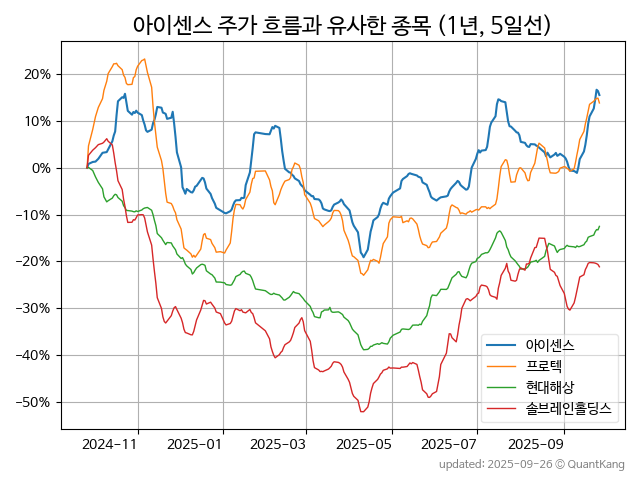 아이센스 주가 흐름과 유사한 종목 (1년, 5일선)
20%
10%
0%
−10%
−20%
−30%
−40%
−50%
아이센스
프로텍
현대해상
솔브레인홀딩스
2024-11
2025-01
2025-03
2025-05
2025-07
2025-09
updated: 2025-09-26 © QuantKang